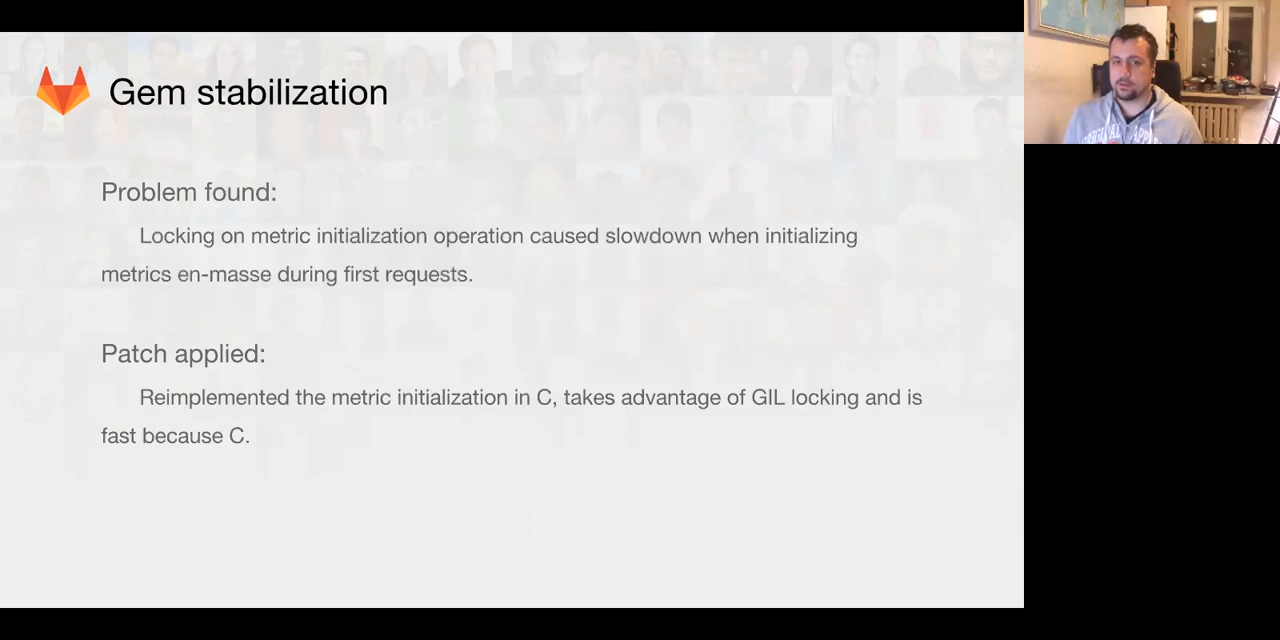 Gem stabilization
Problem found:
Locking on metric initialization operation caused slowdown when initializing
metrics en-masse during first requests.
Patch applied:
Reimplemented the metric initialization in C, takes advantage of GIL locking and is
fast because C.
ORIGINAL